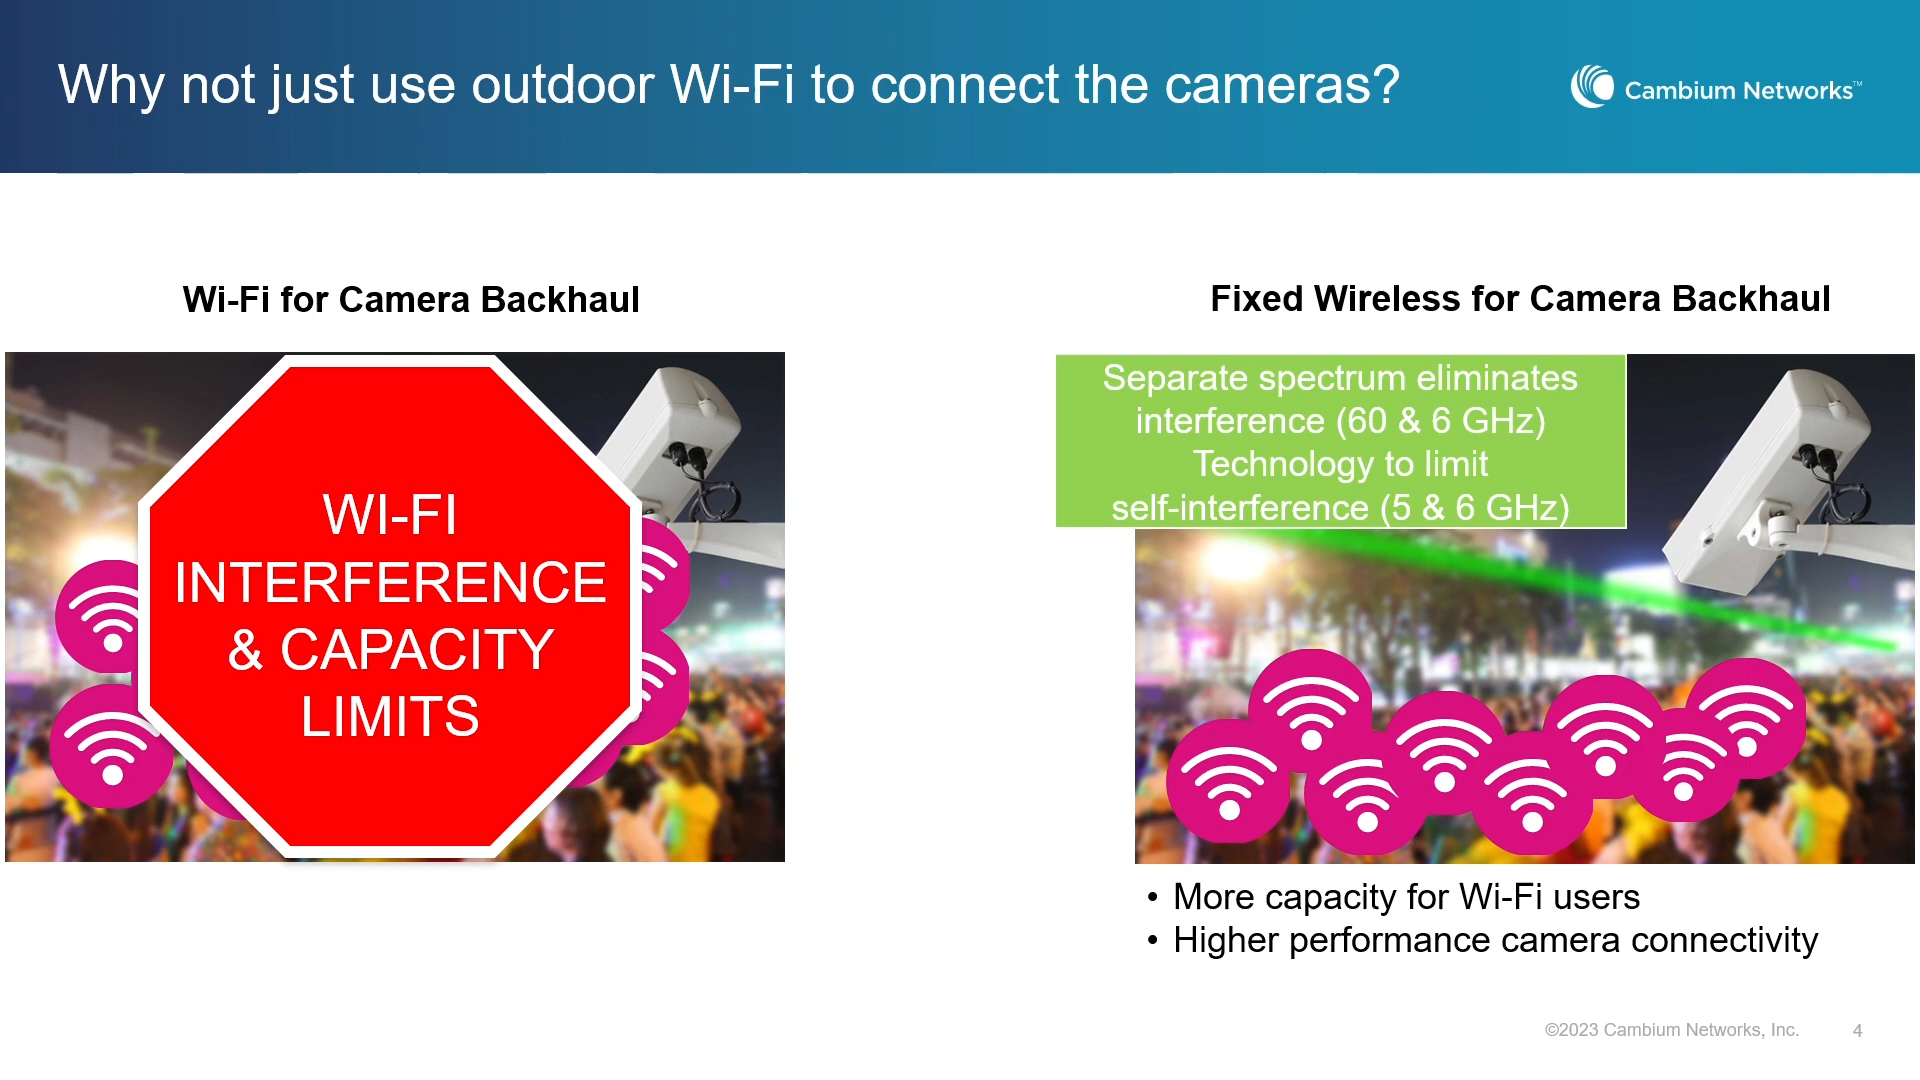 Why not just use outdoor Wi-Fi to connect the cameras?
Cambium Networks™
Wi-Fi for Camera Backhaul
WI-FI
INTERFERENCE
& CAPACITY
LIMITS
Fixed Wireless for Camera Backhaul
Separate spectrum eliminates
interference (60 & 6 GHz)
Technology to limit
self-interference (5 & 6 GHz)
• More capacity for Wi-Fi users
• Higher performance camera connectivity
©2023 Cambium Networks, Inc.
4